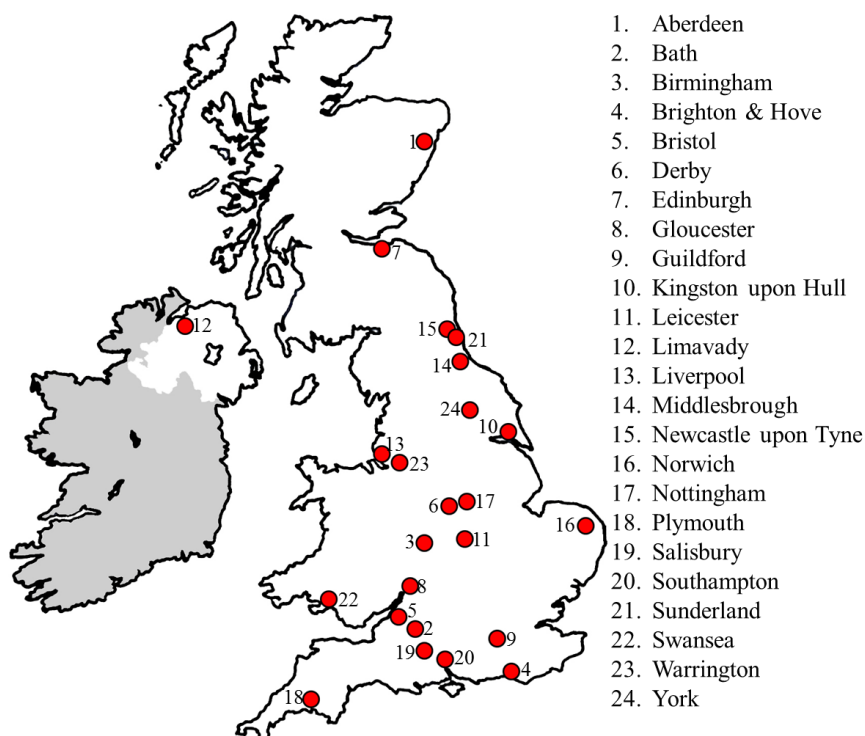 1. Aberdeen
2. Bath
3. Birmingham
4. Brighton & Hove
5. Bristol
6. Derby
7. Edinburgh
8. Gloucester
9. Guildford
10. Kingston upon Hull
11. Leicester
12. Limavady
13. Liverpool
14. Middlesbrough
15. Newcastle upon Tyne
16. Norwich
17. Nottingham
18. Plymouth
19. Salisbury
20. Southampton
21. Sunderland
22. Swansea
23. Warrington
24. York
1
7
12
15
21
14
24
10
13
23
6
17
16
3
11
8
22
5
2
9
19
20
4
18